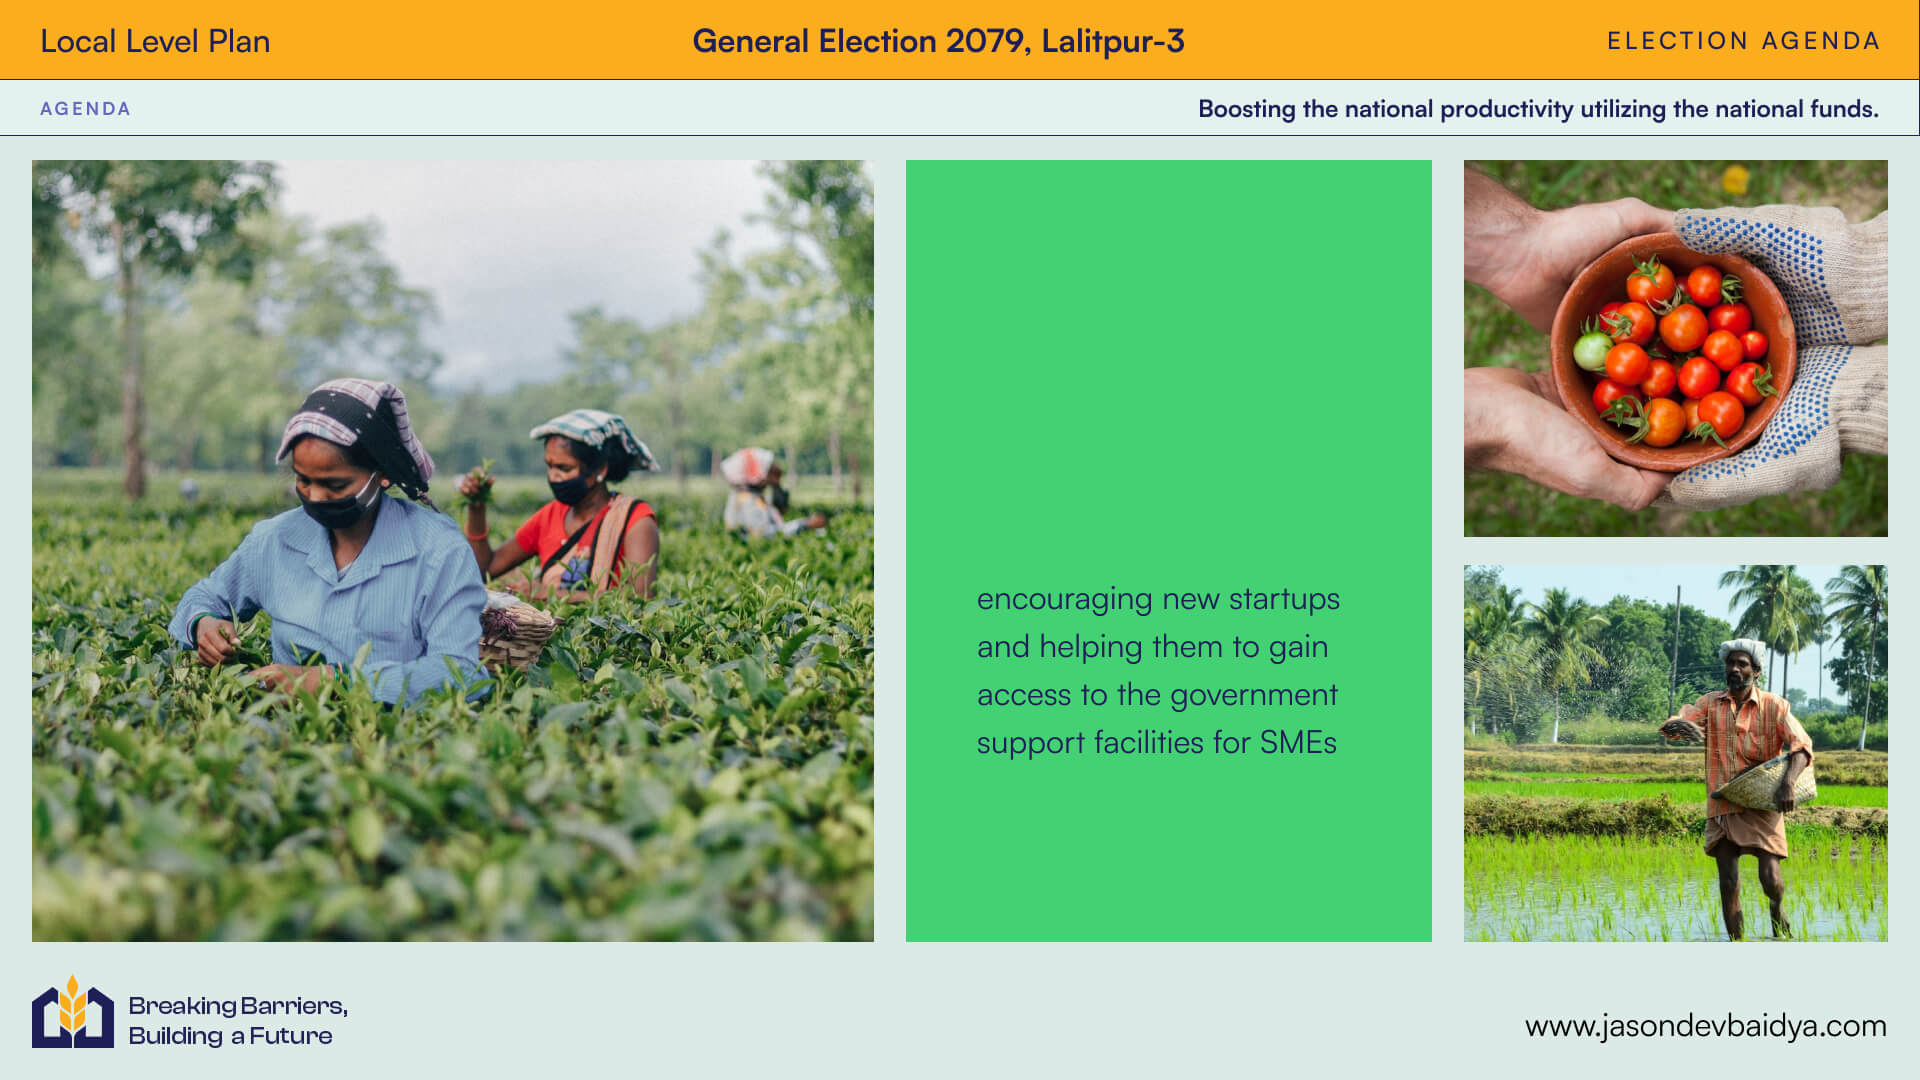 Local Level Plan
General Election 2079, Lalitpur-3
ELECTION AGENDA
AGENDA
Boosting the national productivity utilizing the national funds.
encouraging new startups
and helping them to gain
access to the government
support facilities for SMEs
Breaking Barriers,
Building a Future
www.jasondevbaidya.com